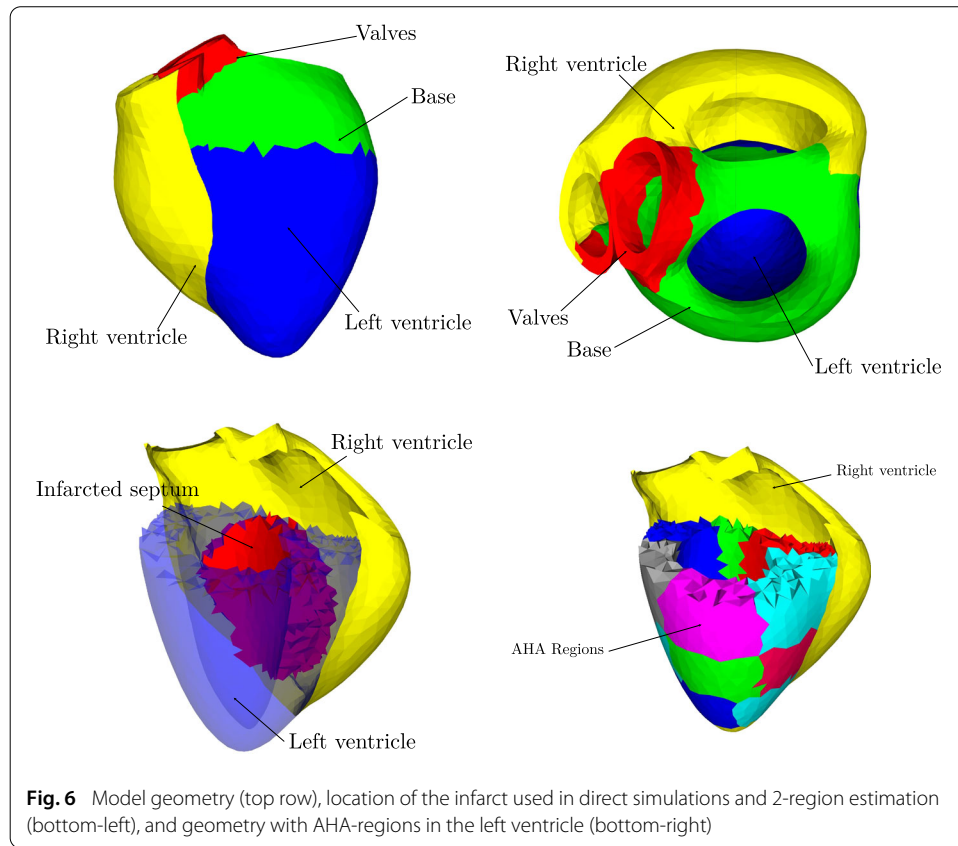 Valves
Base
Right ventricle
Left ventricle
Right ventricle
Valves
Base
Left ventricle
Right ventricle
Infarcted septum
Left ventricle
Right ventricle
AHA Regions
Fig. 6 Model geometry (top row), location of the infarct used in direct simulations and 2-region estimation
(bottom-left), and geometry with AHA-regions in the left ventricle (bottom-right)